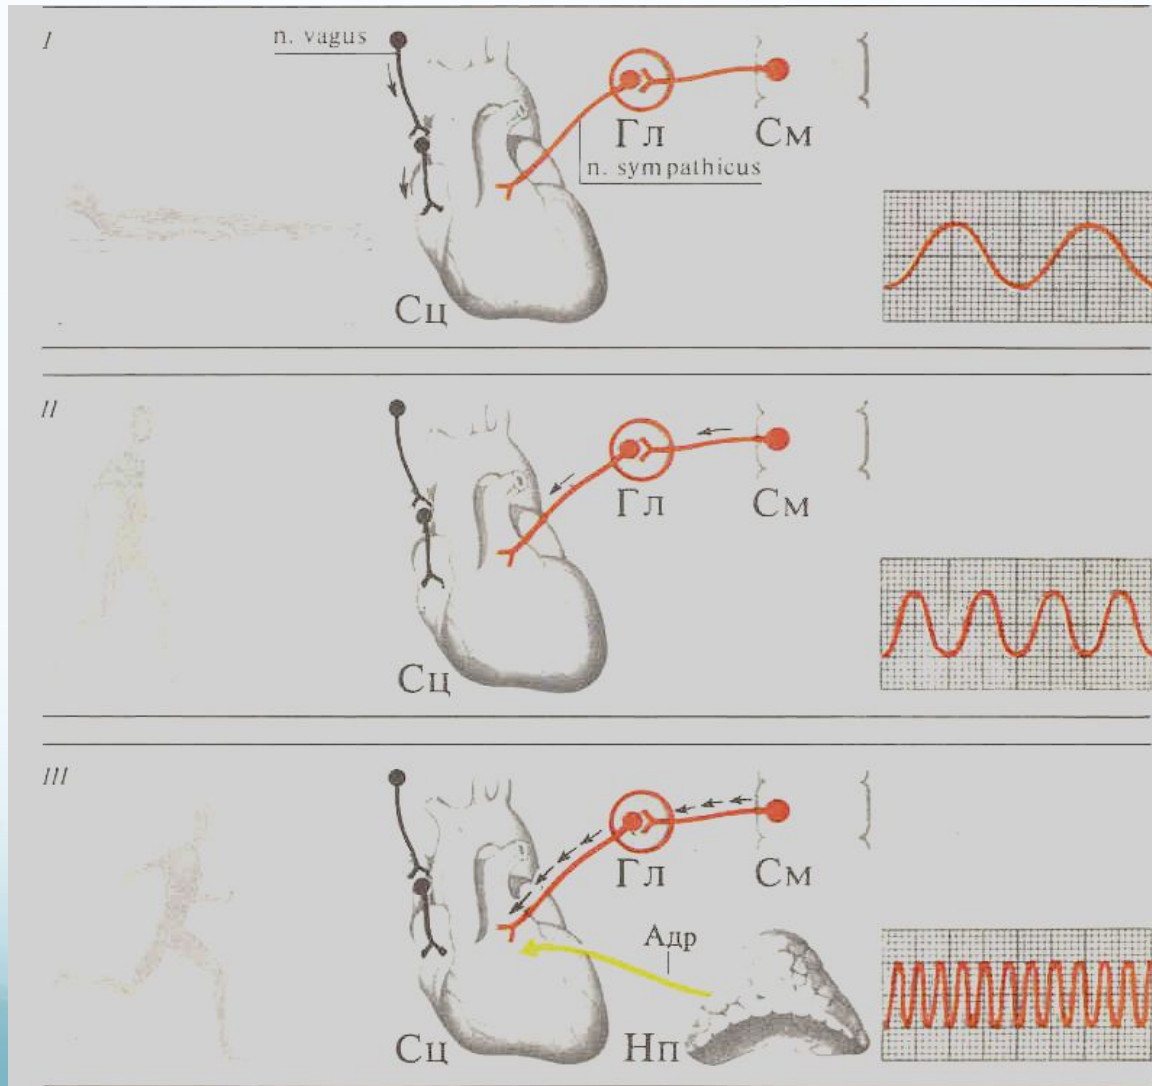 I
n. vagus
Гл
См
n. sympathicus
Сц
II
Гл
См
Сц
III
Гл
См
Адр
Сц
Нп